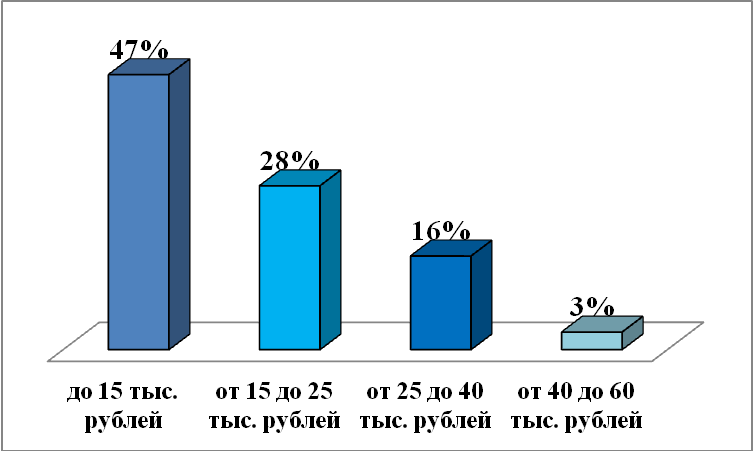 47%
28%
16%
3%
до 15 тыс.
рублей
от 15 до 25
тыс. рублей
от 25 до 40
тыс. рублей
от 40 до 60
тыс. рублей